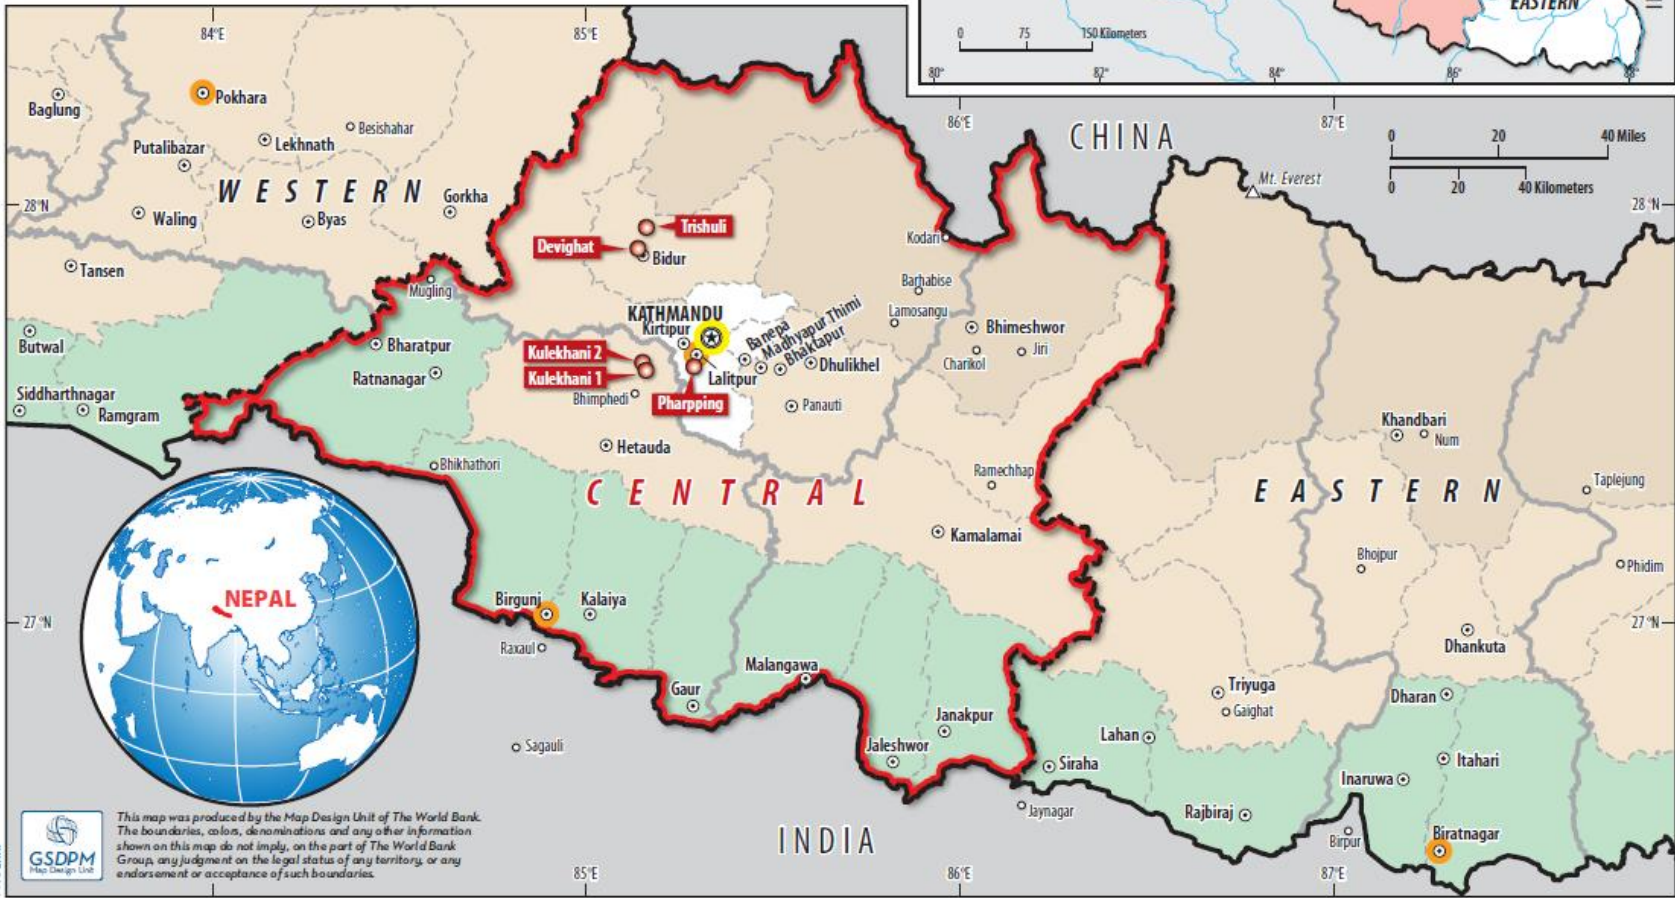 EASTERN
0 75 150 Kilometers
80° 82° 84° 86° 88°
84°E
85°E
86°E
87°E
CHINA
0 20 40 Miles
0 20 40 Kilometers
Mt. Everest
28°N
28°N
Baglung
Pokhara
Besishahar
Lekhnath
Putalibazar
WESTERN
Gorkha
Waling
Byas
Tansen
Mugling
Trishuli
Devighat
Bidur
Kodari
Barhabise
Lamosangu
Bhimeshwor
Charikol
Jiri
KATHMANDU
Kirtipur
Banepa
Madhyapur Thimi
Bhaktapur
Dhulikhel
Lalitpur
Kulekhani 2
Kulekhani 1
Pharpping
Bhimphedi
Panauti
Butwal
Bharatpur
Ratnanagar
Siddharthnagar
Ramgram
Hetauda
Bhikhathori
CENTRAL
Ramechhap
Kamalamai
Khandbari
Num
Taplejung
EASTERN
Bhojpur
Phidim
27°N
27°N
NEPAL
Birgunj
Kalaiya
Raxaul
Malangawa
Gaur
Sagauli
Jaleshwor
Janakpur
Dhankuta
Triyuga
Gaighat
Dharan
Lahan
Siraha
Itahari
Inaruwa
Jaynagar
Rajbiraj
Birpur
Biratnagar
INDIA
85°E
86°E
87°E
GSDPM
Map Design Unit
This map was produced by the Map Design Unit of The World Bank.
The boundaries, colors, denominations and any other information
shown on this map do not imply, on the part of The World Bank
Group, any judgment on the legal status of any territory, or any
endorsement or acceptance of such boundaries.